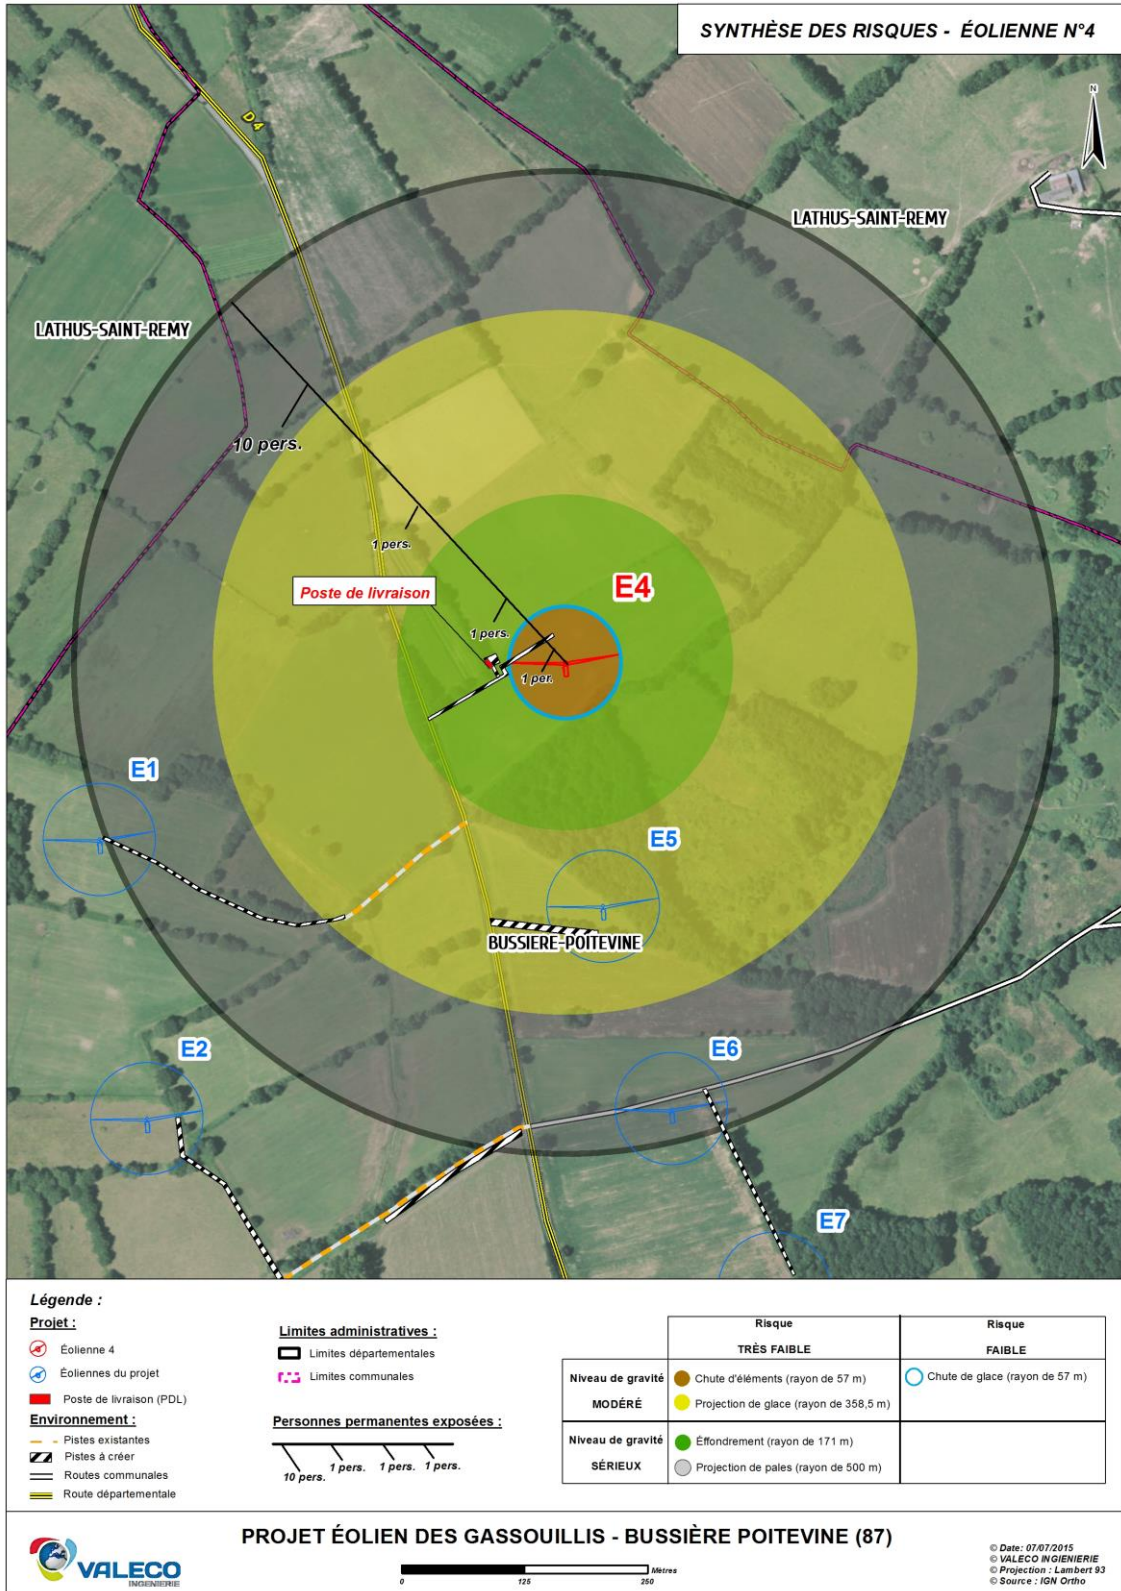 SYNTHÈSE DES RISQUES - ÉOLIENNE N°4
N
D 4
LATHUS-SAINT-REMY
LATHUS-SAINT-REMY
10 pers.
1 pers.
Poste de livraison
E4
1 pers.
1 per.
E1
E5
BUSSIERE-POITEVINE
E2
E6
E7
Légende :
Projet :
Éolienne 4
Éoliennes du projet
Poste de livraison (PDL)
Environnement :
Pistes existantes
Pistes à créer
Routes communales
Route départementale
Limites administratives :
Limites départementales
Limites communales
Personnes permanentes exposées :
10 pers. 1 pers. 1 pers. 1 pers.
Risque
TRÈS FAIBLE
Risque
FAIBLE
Niveau de gravité
MODÉRÉ
Chute d'éléments (rayon de 57 m)
Projection de glace (rayon de 358,5 m)
Chute de glace (rayon de 57 m)
Niveau de gravité
SÉRIEUX
Éffondrement (rayon de 171 m)
Projection de pales (rayon de 500 m)
VALECO
INGENIERIE
PROJET ÉOLIEN DES GASSOUILLIS - BUSSIÈRE POITEVINE (87)
Mètres
0 125 250
© Date: 07/07/2015
© VALECO INGIENIERIE
© Projection : Lambert 93
© Source : IGN Ortho